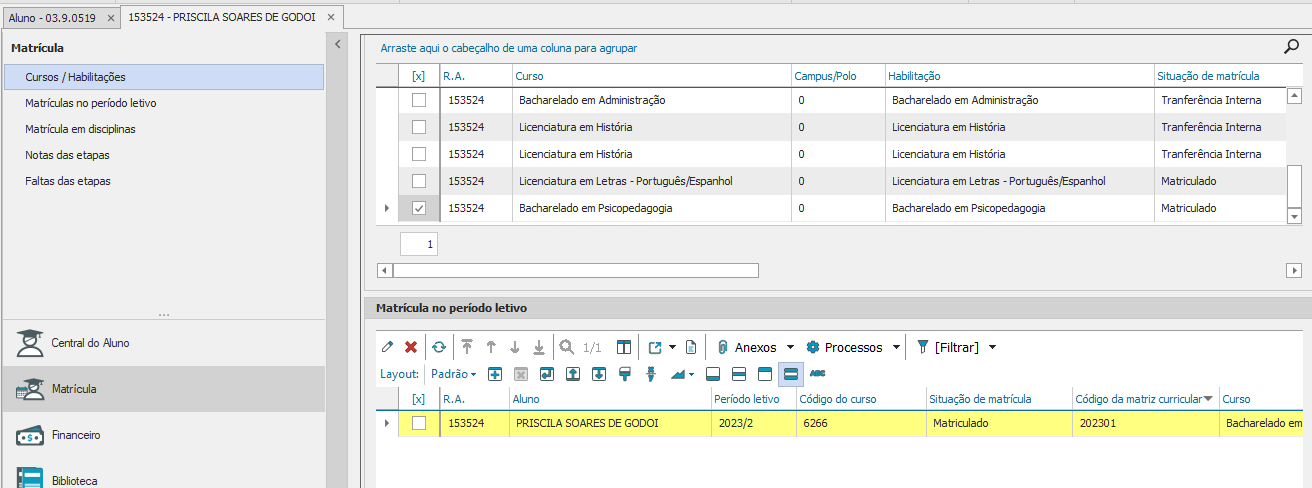 Aluno - 03.9.0519 × 153524 - PRISCILA SOARES DE GODOI ×
Matrícula
Cursos / Habilitações
Matrículas no período letivo
Matrícula em disciplinas
Notas das etapas
Faltas das etapas
Central do Aluno
Matrícula
Financeiro
Biblioteca
Arraste aqui o cabeçalho de uma coluna para agrupar
[x] R.A. Curso Campus/Polo Habilitação Situação de matrícula
153524 Bacharelado em Administração 0 Bacharelado em Administração Tranferência Interna
153524 Licenciatura em História 0 Licenciatura em História Tranferência Interna
153524 Licenciatura em História 0 Licenciatura em História Tranferência Interna
153524 Licenciatura em Letras - Português/Espanhol 0 Licenciatura em Letras - Português/Espanhol Matriculado
153524 Bacharelado em Psicopedagogia 0 Bacharelado em Psicopedagogia Matriculado
1
Matrícula no período letivo
1/1 Anexos Processos [Filtrar]
Layout: Padrão ABC
[x] R.A. Aluno Período letivo Código do curso Situação de matrícula Código da matriz curricular Curso
153524 PRISCILA SOARES DE GODOI 2023/2 6266 Matriculado 202301 Bacharelado em